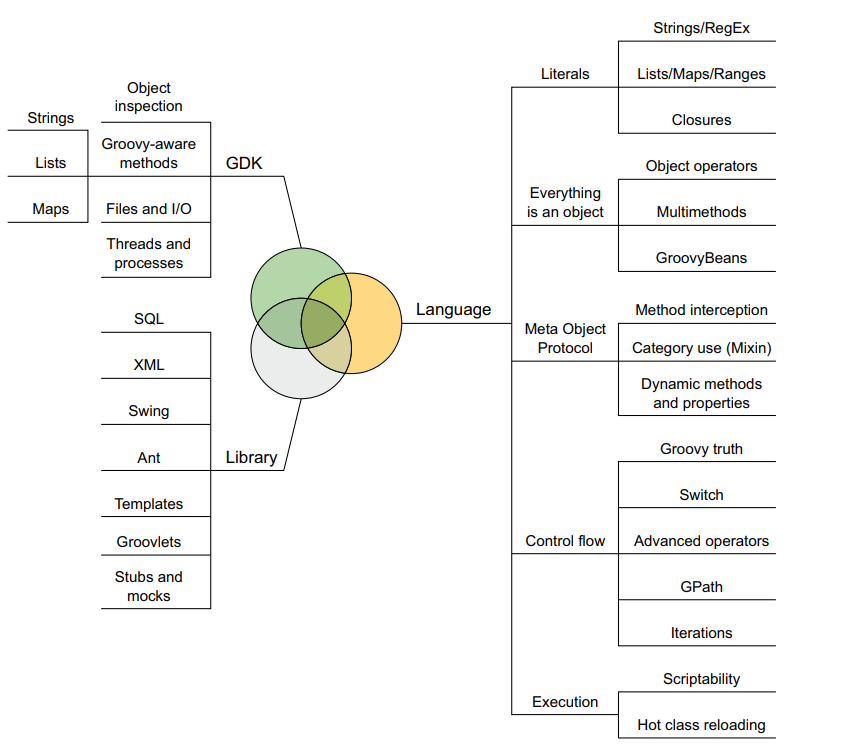 Object
inspection
Strings
Groovy-aware
methods
Lists
GDK
Maps
Files and I/O
Threads and
processes
SQL
XML
Swing
Ant
Library
Templates
Groovlets
Stubs and
mocks
Language
Literals
Strings/RegEx
Lists/Maps/Ranges
Closures
Everything
is an object
Object operators
Multimethods
GroovyBeans
Meta Object
Protocol
Method interception
Category use (Mixin)
Dynamic methods
and properties
Control flow
Groovy truth
Switch
Advanced operators
GPath
Iterations
Execution
Scriptability
Hot class reloading